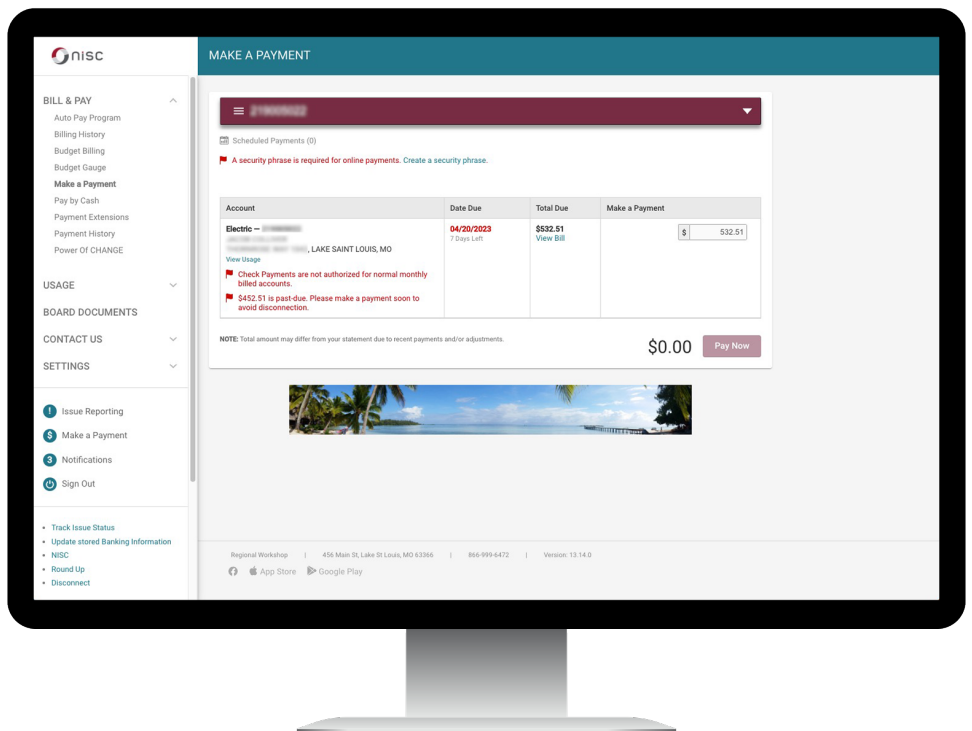 nisc
MAKE A PAYMENT
BILL & PAY
Auto Pay Program
Billing History
Budget Billing
Budget Gauge
Make a Payment
Pay by Cash
Payment Extensions
Payment History
Power Of CHANGE
USAGE
BOARD DOCUMENTS
CONTACT US
SETTINGS
! Issue Reporting
$ Make a Payment
3 Notifications
Sign Out
• Track Issue Status
• Update stored Banking Information
• NISC
• Round Up
• Disconnect
Scheduled Payments (0)
A security phrase is required for online payments. Create a security phrase.
Account Date Due Total Due Make a Payment
Electric — 04/20/2023 $532.51 $ 532.51
7 Days Left View Bill
, LAKE SAINT LOUIS, MO
View Usage
Check Payments are not authorized for normal monthly
billed accounts.
$452.51 is past-due. Please make a payment soon to
avoid disconnection.
NOTE: Total amount may differ from your statement due to recent payments and/or adjustments.
$0.00 Pay Now
Regional Workshop | 456 Main St, Lake St Louis, MO 63366 | 866-999-6472 | Version: 13.14.0
App Store Google Play